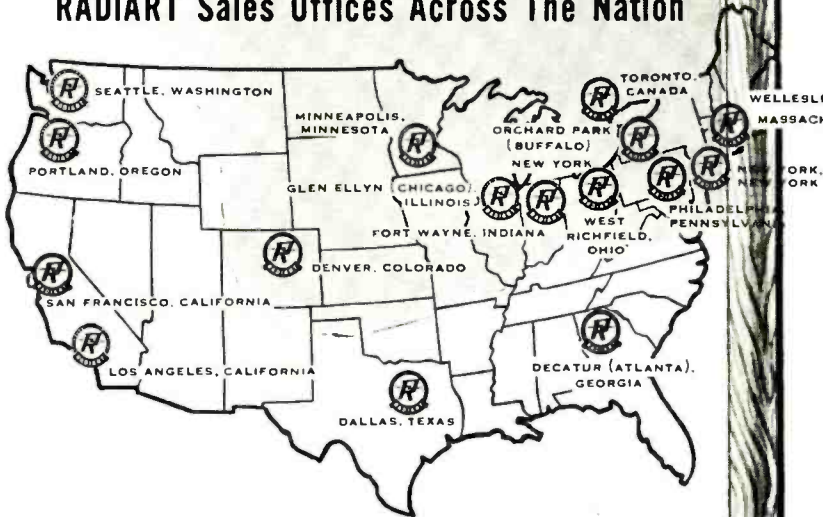 RADIART Sales Offices Across The Nation
SEATTLE, WASHINGTON
PORTLAND, OREGON
MINNEAPOLIS,
MINNESOTA
TORONTO,
CANADA
ORCHARD PARK
(BUFFALO)
NEW YORK
MASSACH
GLEN ELLYN (CHICAGO),
ILLINOIS
FORT WAYNE, INDIANA
WEST
RICHFIELD,
OHIO
NEW YORK,
NEW YORK
PHILADELPHIA,
PENNSYLVANIA
DENVER, COLORADO
SAN FRANCISCO, CALIFORNIA
LOS ANGELES, CALIFORNIA
DALLAS, TEXAS
DECATUR (ATLANTA),
GEORGIA